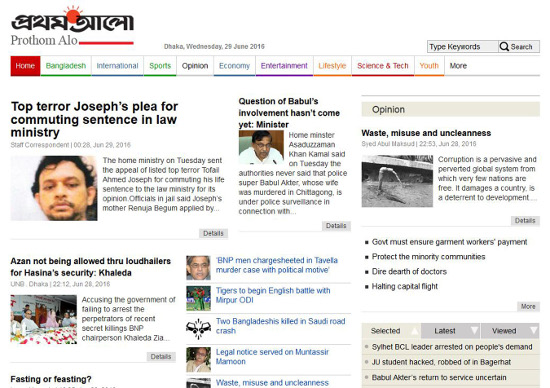 প্রথম আলো
Prothom Alo
Dhaka, Wednesday, 29 June 2016
Type Keywords
Search
Home
Bangladesh
International
Sports
Opinion
Economy
Entertainment
Lifestyle
Science & Tech
Youth
More
Top terror Joseph's plea for
commuting sentence in law
ministry
Staff Correspondent | 00:28, Jun 29, 2016
The home ministry on Tuesday sent
the appeal of listed top terror Tofail
Ahmed Joseph for commuting his life
sentence to the law ministry for its
opinion.Officials in jail said Joseph's
mother Renuja Begum applied by...
Details
Question of Babul's
involvement hasn't come
yet: Minister
Home minster
Asaduzzaman
Khan Kamal said
on Tuesday the
authorities never said that police
super Babul Akter, whose wife
was murdered in Chittagong, is
under police surveillance in
connection with...
Details
Opinion
Waste, misuse and uncleanness
Syed Abul Maksud | 22:53, Jun 28, 2016
Corruption is a pervasive and
perverted global system from
which very few nations are
free. It damages a country, is
a deterrent to development....
Details
Govt must ensure garment workers' payment
Protect the minority communities
Dire dearth of doctors
Halting capital flight
More
Azan not being allowed thru loudhailers
for Hasina's security: Khaleda
UNB . Dhaka | 22:12, Jun 28, 2016
Accusing the government of
failing to arrest the
perpetrators of recent
secret killings BNP
chairperson Khaleda Zia...
Details
Fasting or feasting?
'BNP men chargesheeted in Tavella
murder case with political motive'
Tigers to begin English battle with
Mirpur ODI
Two Bangladeshis killed in Saudi road
crash
Legal notice served on Muntassir
Mamoon
Waste, misuse and uncleanness
Selected
Latest
Viewed
Sylhet BCL leader arrested on people's demand
JU student hacked, robbed of in Bagerhat
Babul Akter's return to service uncertain